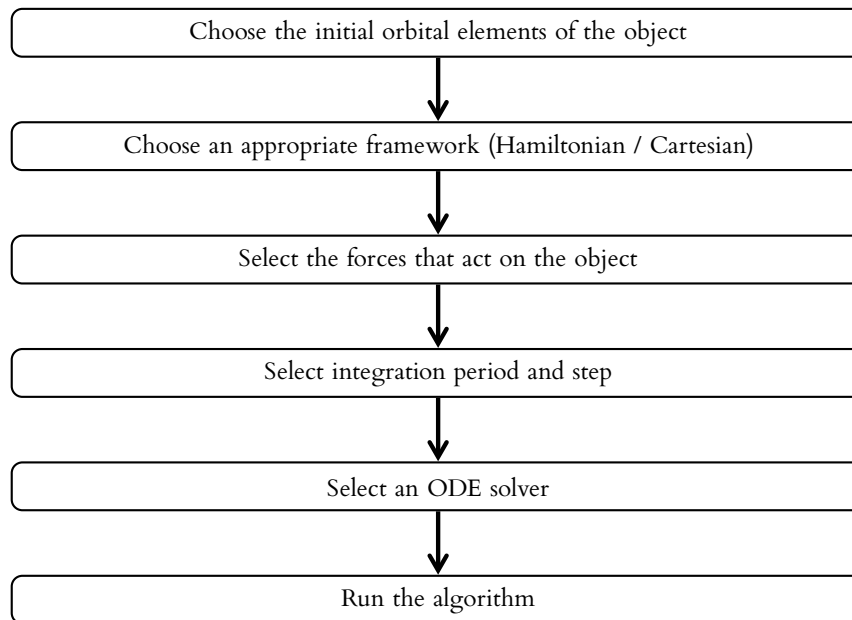 Choose the initial orbital elements of the object
Choose an appropriate framework (Hamiltonian / Cartesian)
Select the forces that act on the object
Select integration period and step
Select an ODE solver
Run the algorithm